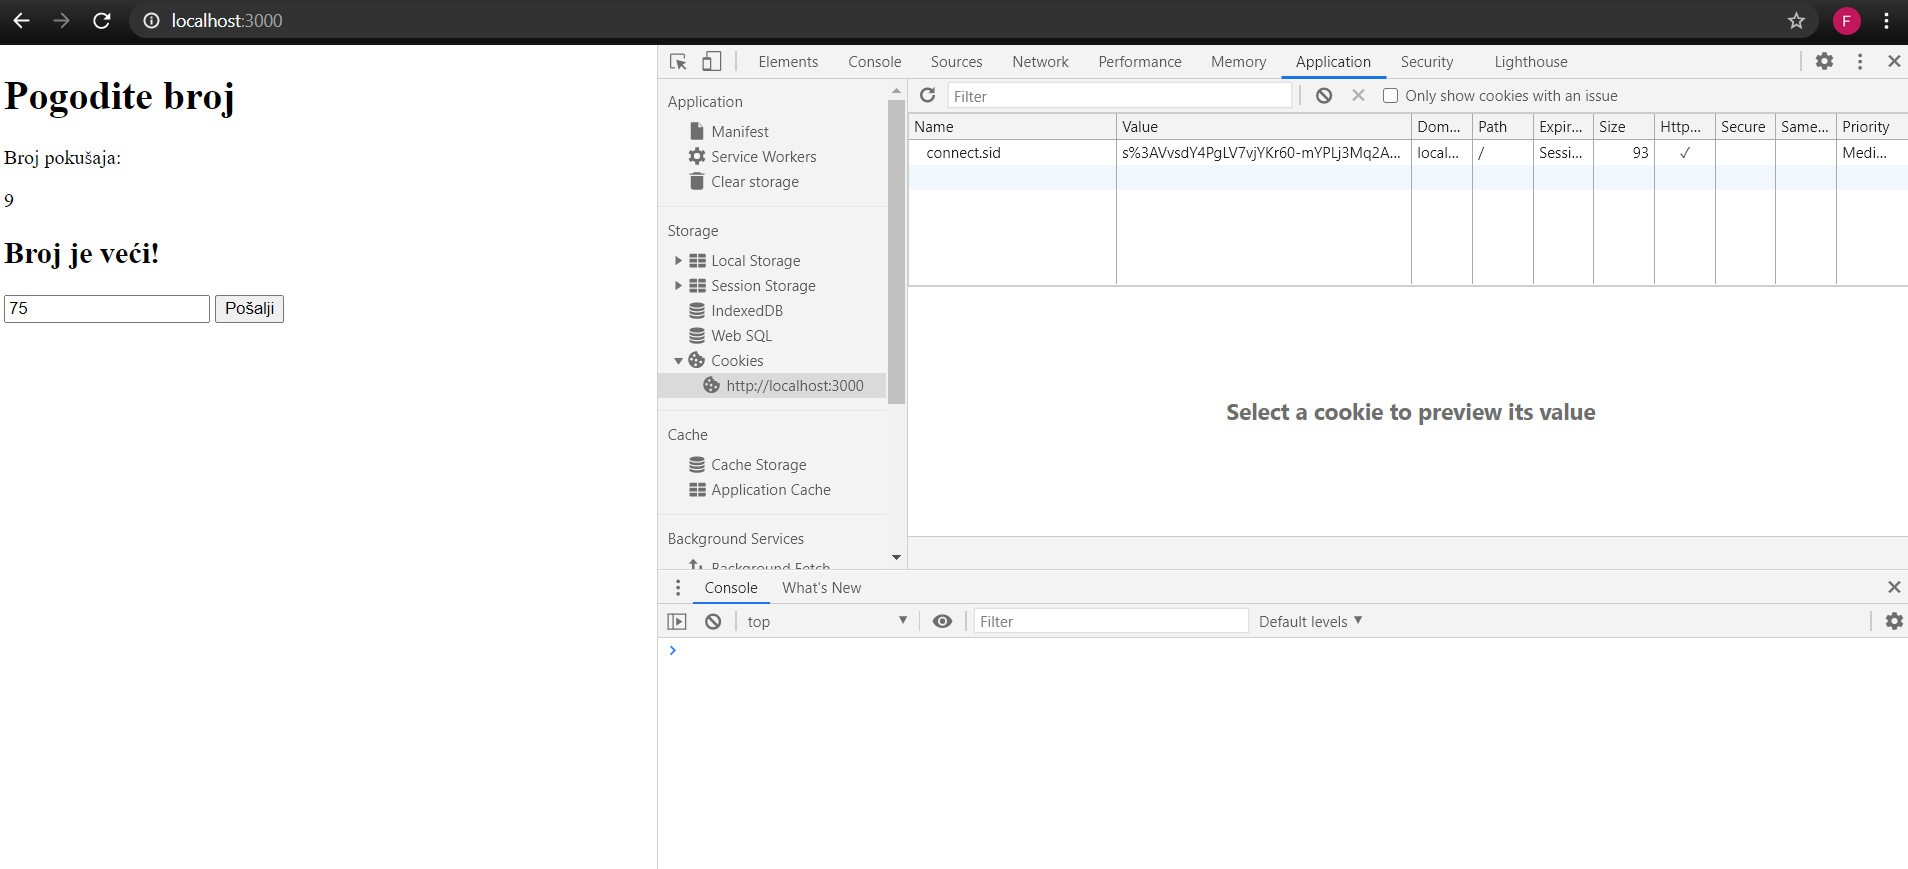 localhost:3000
F
Pogodite broj
Broj pokušaja:
9
Broj je veći!
75 Pošalji
Elements Console Sources Network Performance Memory Application Security Lighthouse
Application
Manifest
Service Workers
Clear storage
Storage
Local Storage
Session Storage
IndexedDB
Web SQL
Cookies
http://localhost:3000
Cache
Cache Storage
Application Cache
Background Services
Background Fetch
Filter Only show cookies with an issue
Name Value Dom... Path Expir... Size Http... Secure Same... Priority
connect.sid s%3AVvsdY4PgLV7vjYKr60-mYPLj3Mq2A... local... / Sessi... 93 ✓ Medi...
Select a cookie to preview its value
Console What's New
top Filter Default levels